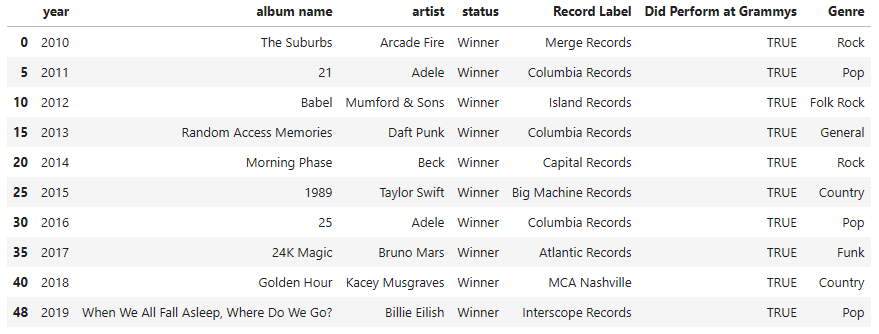 year album name artist status Record Label Did Perform at Grammys Genre
0 2010 The Suburbs Arcade Fire Winner Merge Records TRUE Rock
5 2011 21 Adele Winner Columbia Records TRUE Pop
10 2012 Babel Mumford & Sons Winner Island Records TRUE Folk Rock
15 2013 Random Access Memories Daft Punk Winner Columbia Records TRUE General
20 2014 Morning Phase Beck Winner Capital Records TRUE Rock
25 2015 1989 Taylor Swift Winner Big Machine Records TRUE Country
30 2016 25 Adele Winner Columbia Records TRUE Pop
35 2017 24K Magic Bruno Mars Winner Atlantic Records TRUE Funk
40 2018 Golden Hour Kacey Musgraves Winner MCA Nashville TRUE Country
48 2019 When We All Fall Asleep, Where Do We Go? Billie Eilish Winner Interscope Records TRUE Pop